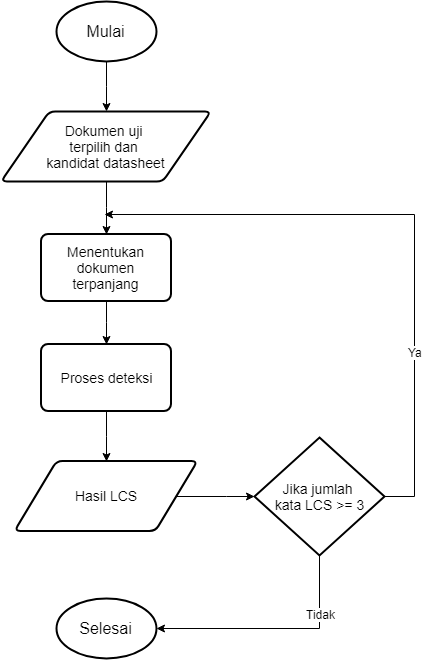 Mulai
Dokumen uji
terpilih dan
kandidat datasheet
Menentukan
dokumen
terpanjang
Ya
Proses deteksi
Hasil LCS
Jika jumlah
kata LCS >= 3
Tidak
Selesai